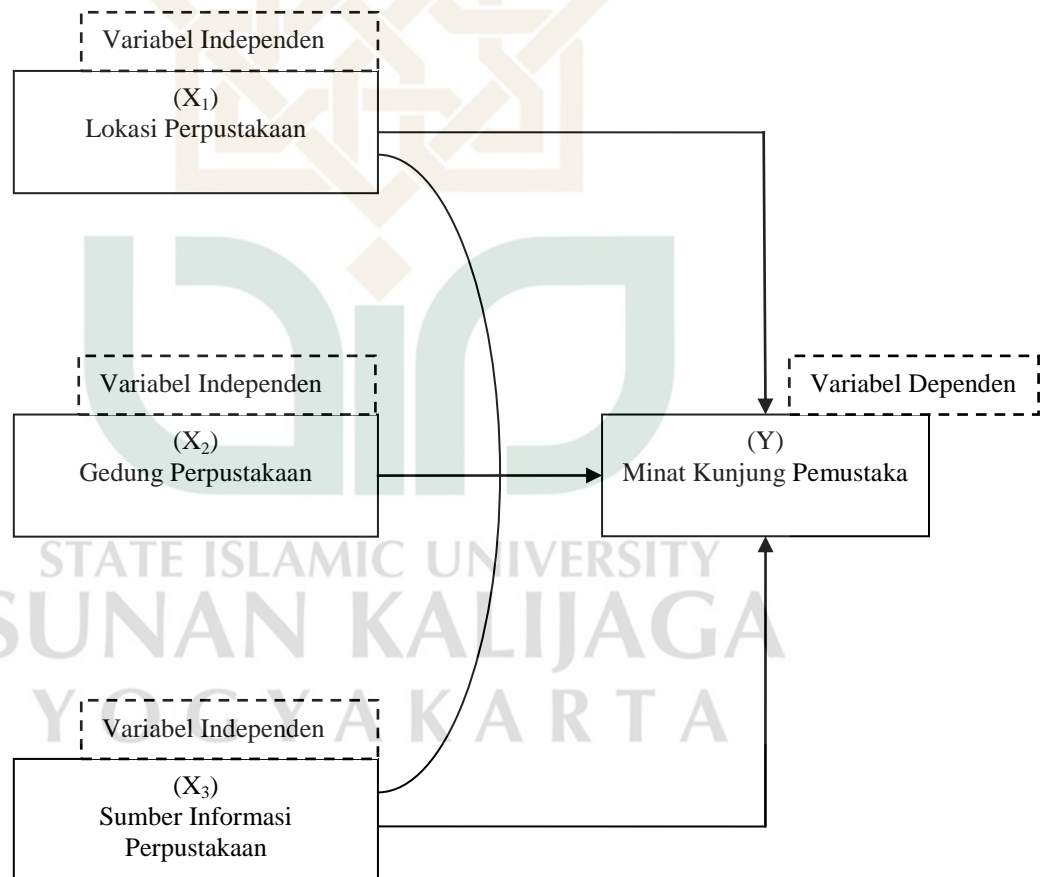 Variabel Independen
(X₁)
Lokasi Perpustakaan
Variabel Independen
(X₂)
Gedung Perpustakaan
Variabel Dependen
(Y)
Minat Kunjung Pemustaka
STATE ISLAMIC UNIVERSITY
SUNAN KALIJAGA
YOGYAKARTA
Variabel Independen
(X₃)
Sumber Informasi
Perpustakaan